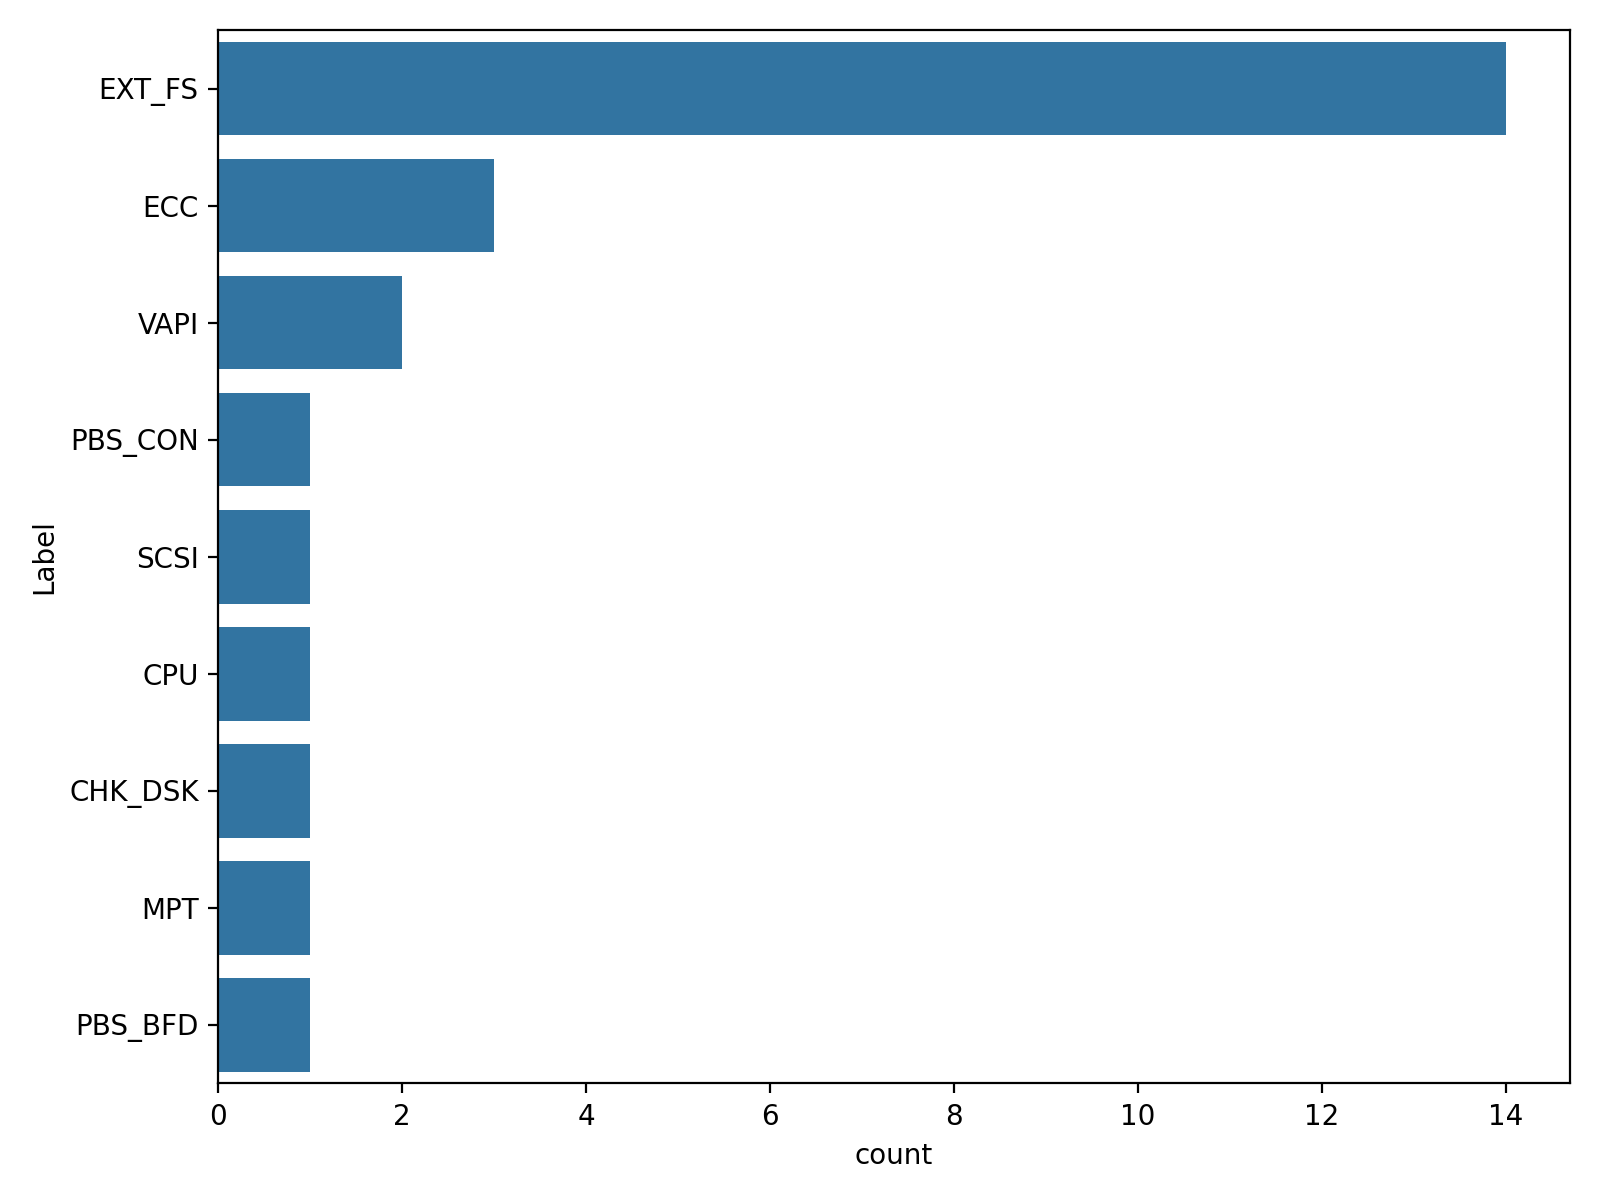 EXT_FS
ECC
VAPI
PBS_CON
SCSI
CPU
CHK_DSK
MPT
PBS_BFD
Label
0 2 4 6 8 10 12 14
count